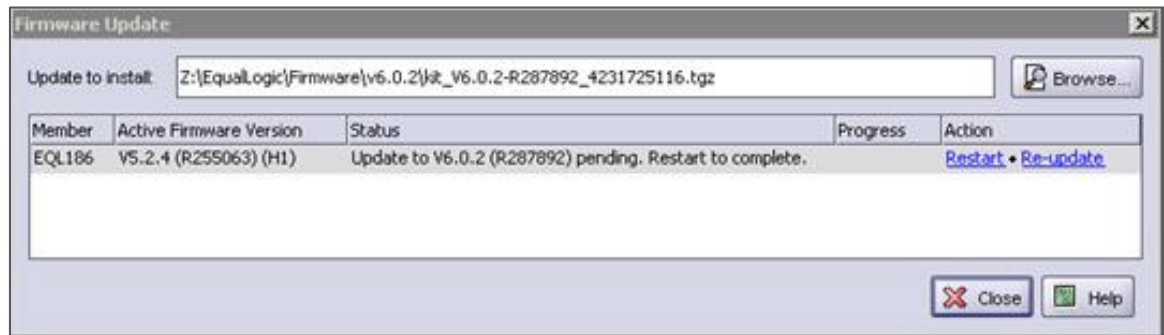 Firmware Update
Update to install: Z:\EqualLogic\Firmware\v6.0.2\kit_V6.0.2-R287892_4231725116.tgz Browse...
Member Active Firmware Version Status Progress Action
EQL186 V5.2.4 (R255063) (H1) Update to V6.0.2 (R287892) pending. Restart to complete. Restart • Re-update
Close Help